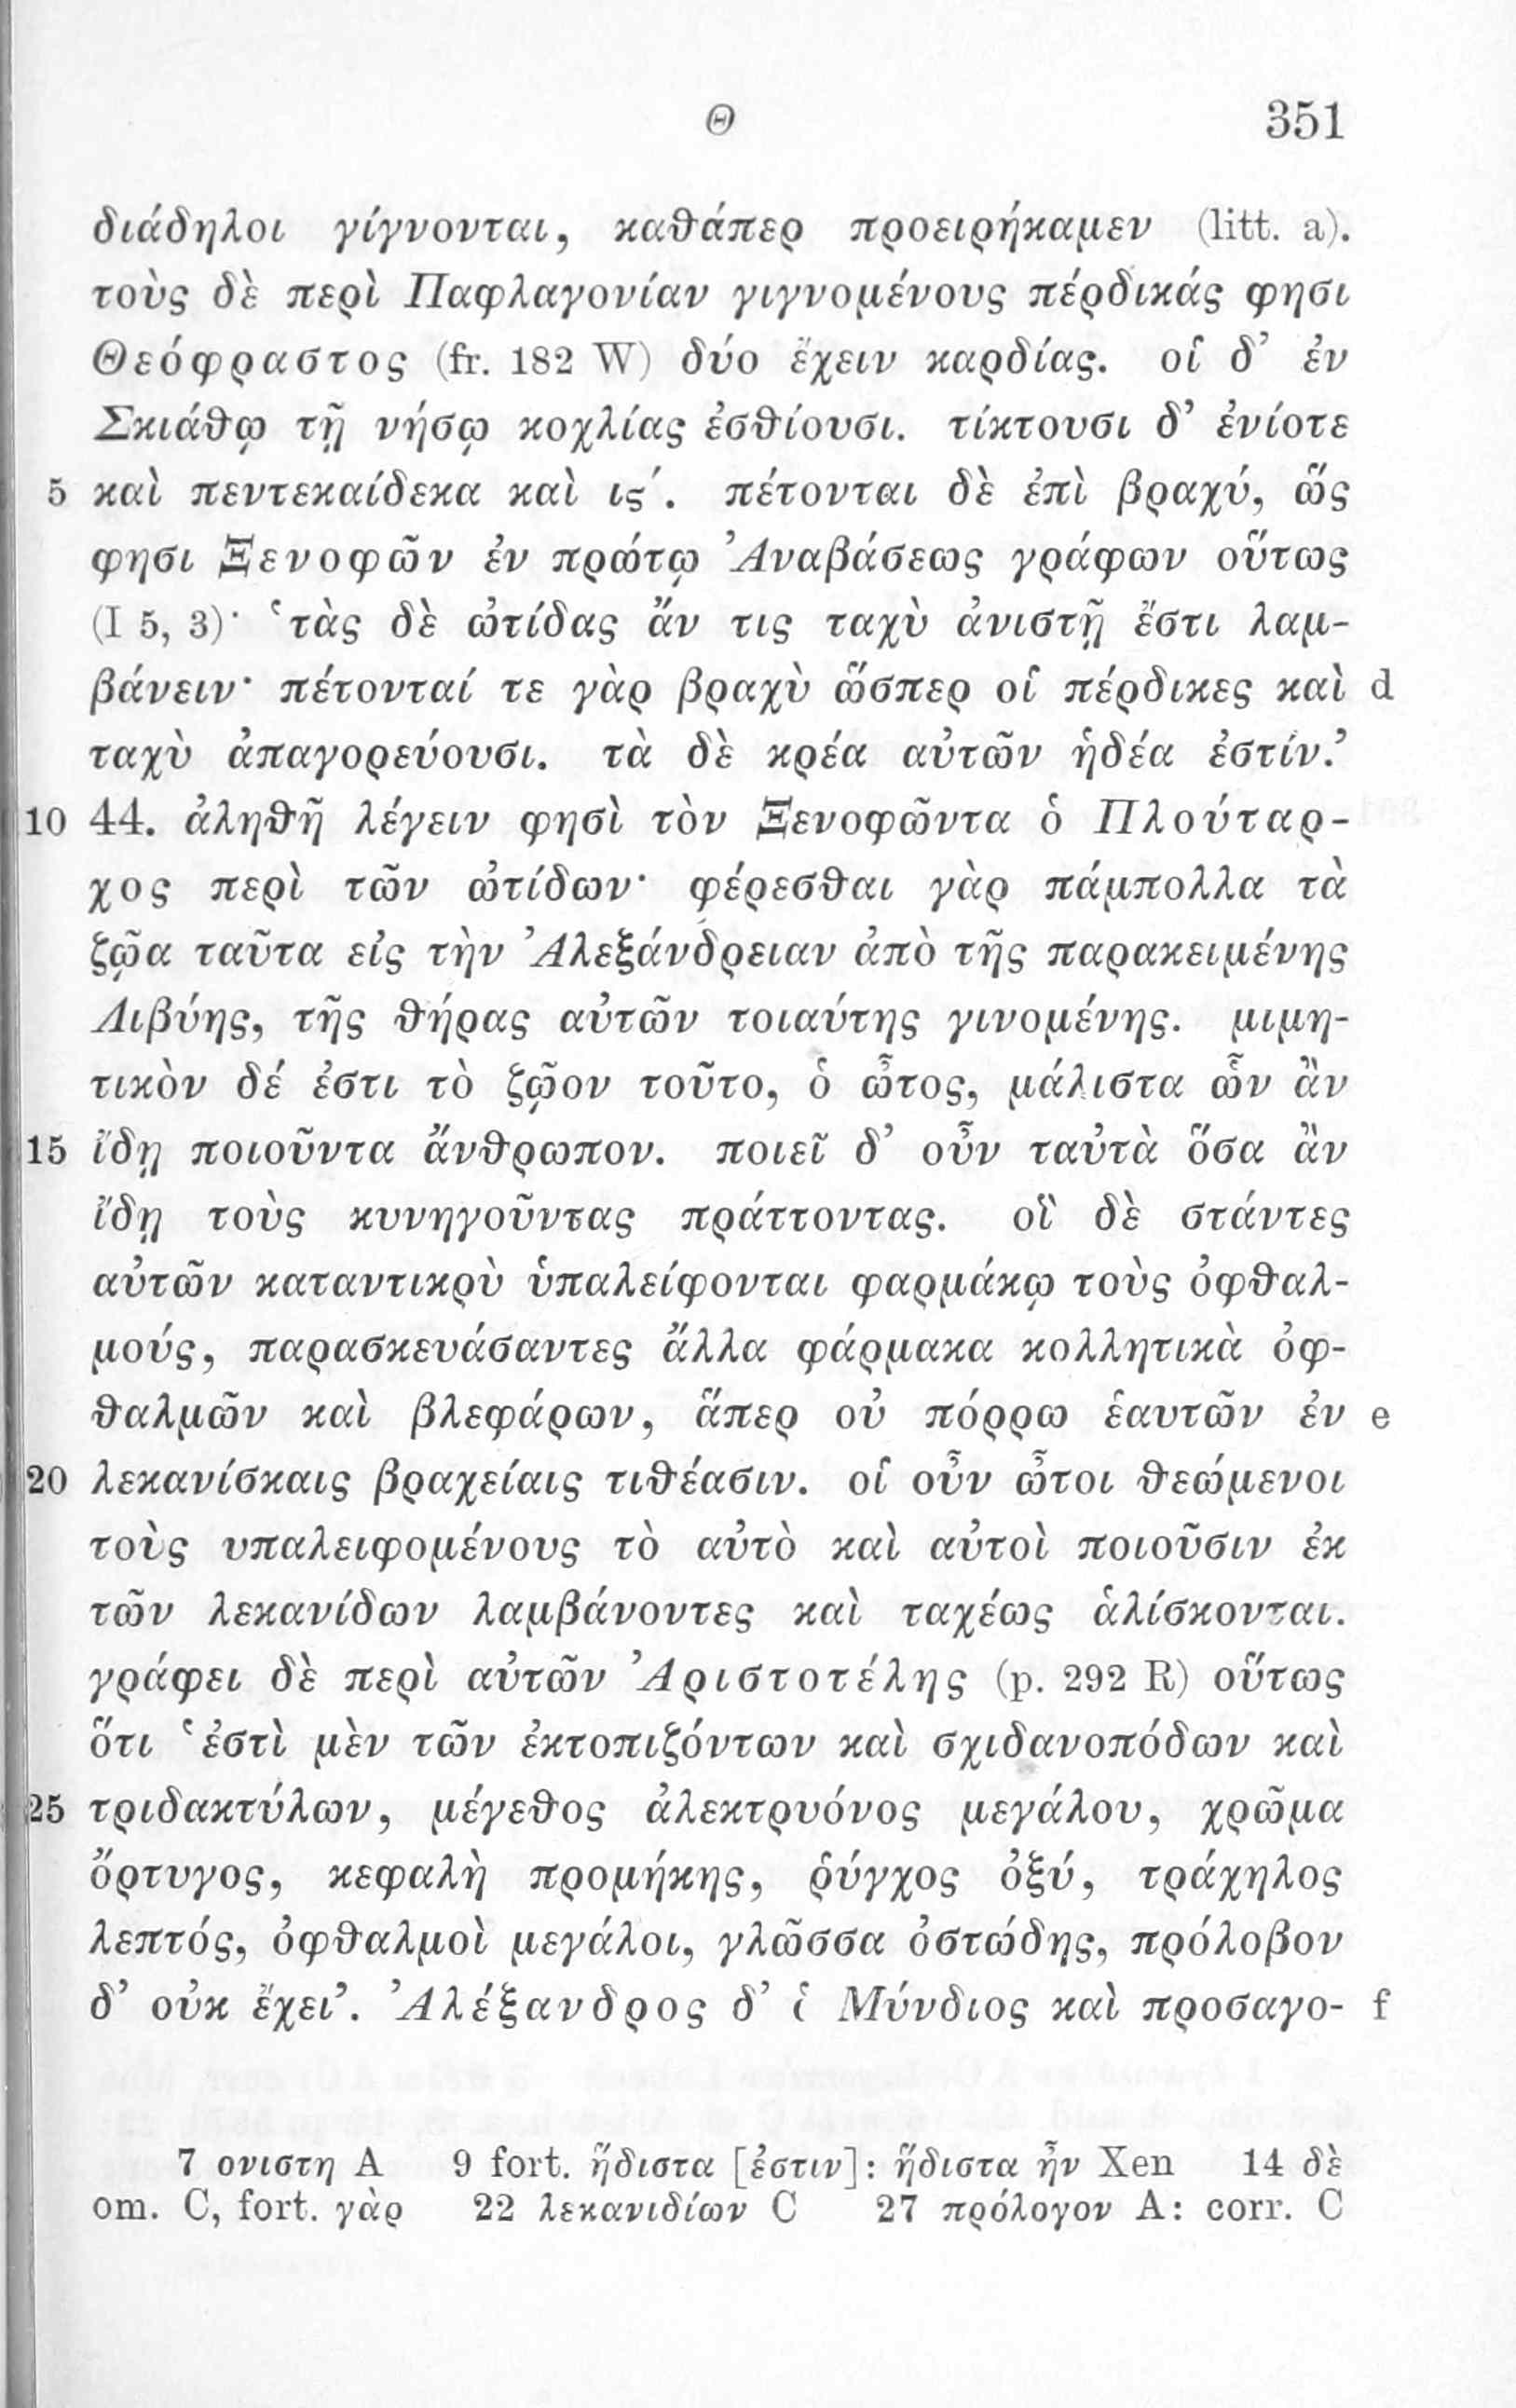 Θ 351
διάδηλοι γίγνονται, καθάπερ προειρήκαμεν (litt. a).
τοὺς δὲ περὶ Παφλαγονίαν γιγνομένους πέρδικάς φησι
Θεόφραστος (fr. 182 W) δύο ἔχειν καρδίας. οἱ δ’ ἐν
Σκιάθῳ τῇ νήσῳ κοχλίας ἐσθίουσι. τίκτουσι δ’ ἐνίοτε
5 καὶ πεντεκαίδεκα καὶ ις΄. πέτονται δὲ ἐπὶ βραχύ, ὥς
φησι Ξενοφῶν ἐν πρώτῳ Ἀναβάσεως γράφων οὕτως
(I 5, 3)· ‘τὰς δὲ ὠτίδας ἄν τις ταχὺ ἀνιστῇ ἔστι λαμ-
βάνειν· πέτονταί τε γὰρ βραχὺ ὥσπερ οἱ πέρδικες καὶ d
ταχὺ ἀπαγορεύουσι. τὰ δὲ κρέα αὐτῶν ἡδέα ἐστίν.’
10 44. ἀληθῆ λέγειν φησὶ τὸν Ξενοφῶντα ὁ Πλούταρ-
χος περὶ τῶν ὠτίδων· φέρεσθαι γὰρ πάμπολλα τὰ
ζῷα ταῦτα εἰς τὴν Ἀλεξάνδρειαν ἀπὸ τῆς παρακειμένης
Λιβύης, τῆς θήρας αὐτῶν τοιαύτης γινομένης. μιμη-
τικὸν δέ ἐστι τὸ ζῷον τοῦτο, ὁ ὦτος, μάλιστα ὧν ἂν
15 ἴδῃ ποιοῦντα ἄνθρωπον. ποιεῖ δ’ οὖν ταὐτὰ ὅσα ἂν
ἴδῃ τοὺς κυνηγοῦντας πράττοντας. οἳ δὲ στάντες
αὐτῶν καταντικρὺ ὑπαλείφονται φαρμάκῳ τοὺς ὀφθαλ-
μούς, παρασκευάσαντες ἄλλα φάρμακα κολλητικὰ ὀφ-
θαλμῶν καὶ βλεφάρων, ἅπερ οὐ πόρρω ἑαυτῶν ἐν e
20 λεκανίσκαις βραχείαις τιθέασιν. οἱ οὖν ὦτοι θεώμενοι
τοὺς υπαλειφομένους τὸ αὐτὸ καὶ αὐτοὶ ποιοῦσιν ἐκ
τῶν λεκανίδων λαμβάνοντες καὶ ταχέως ἁλίσκονται.
γράφει δὲ περὶ αὐτῶν Ἀριστοτέλης (p. 292 R) οὕτως
ὅτι ‘ἐστὶ μὲν τῶν ἐκτοπιζόντων καὶ σχιδανοπόδων καὶ
25 τριδακτύλων, μέγεθος ἀλεκτρυόνος μεγάλου, χρῶμα
ὄρτυγος, κεφαλὴ προμήκης, ῥύγχος ὀξύ, τράχηλος
λεπτός, ὀφθαλμοὶ μεγάλοι, γλῶσσα ὀστώδης, πρόλοβον
δ’ οὐκ ἔχει’. Ἀλέξανδρος δ’ ὁ Μύνδιος καὶ προσαγο- f
7 ονιστη A 9 fort. ἥδιστα [ἐστιν]: ἥδιστα ἦν Xen 14 δὲ
om. C, fort. γὰρ 22 λεκανιδίων C 27 πρόλογον A: corr. C